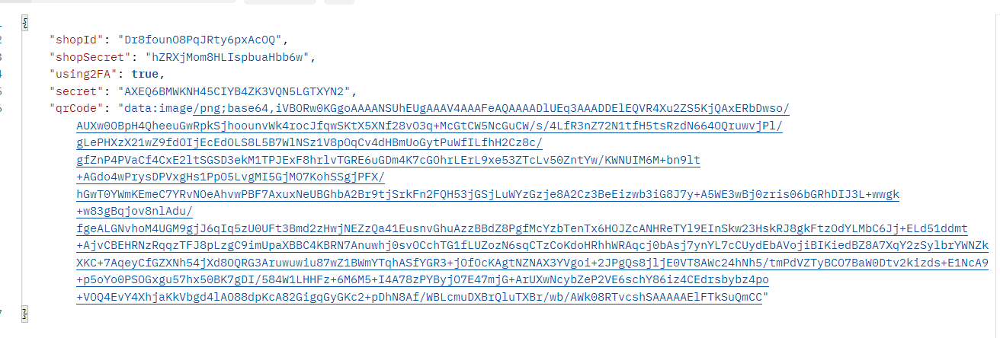 {
"shopId": "Dr8founO8PqJRty6pxAcOQ",
"shopSecret": "hZRXjMom8HLIspbuaHbb6w",
"using2FA": true,
"secret": "AXEQ6BMWKNH45CIYB4ZK3VQN5LGTXYN2",
"qrCode": "data:image/png;base64,iVBORw0KGgoAAAANSUhEUgAAAV4AAAFeAQAAAADlUEq3AAADDElEQVR4Xu2ZS5KjQAxERbDwso/
AUXw0OBpH4QheeuGwRpkSjhoounvWk4rocJfqwSKtX5XNf28vO3q+McGtCW5NcGuCW/s/4LfR3nZ72N1tfH5tsRzdN664OQruwvjPl/
gLePHXzX21wZ9fdOIjEcEdOLS8L5B7WlNSz1V8pOqCv4dHBmUoGytPuWfILfhH2Cz8c/
gfZnP4PVaCf4CxE2ltSGSD3ekM1TPJExF8hrlvTGRE6uGDm4K7cGOhrLErL9xe53ZTcLv50ZntYw/KWNUIM6M+bn9lt
+AGdo4wPrysDPVxgHs1PpO5LvgMI5GjMO7KohSSgjPFX/
hGwT0YWmKEmeC7YRvNOeAhvwPBF7AxuxNeUBGhbA2Br9tjSrkFn2FQH53jGSjLuWYzGzje8A2Cz3BeEizwb3iG8J7y+A5WE3wBj0zris06bGRhDIJ3L+wwgk
+w83gBqjov8nlAdu/
fgeALGNvhoM4UGM9gjJ6qIq5zU0UFt3Bmd2zHwjNEZzQa41EusnvGhuAzzBBdZ8PgfMcYzbTenTx6HOJZcANHReTYl9EInSkw23HskRJ8gkFtzOdYLMbC6Jj+ELd51ddmt
+AjvCBEHRNzRqqzTFJ8pLzgC9imUpaXBBC4KBRN7Anuwhj0svOCchTG1fLUZozN6sqCTzCoKdoHRhhWRAqcj0bAsj7ynYL7cCUydEbAVojiBIKiedBZ8A7XqY2zSylbrYWNZk
XKC+7AqeyCfGZXNh54jXd8OQRG3Aruwuwiu87wZ1BWmYTqhASfYGR3+jOfOcKAgtNZNAX3YVgoi+2JPgQs8jljE0VT8AWc24hNh5/tmPdVZTyBCO7BaW0Dtv2kizds+E1NcA9
+p5oYo0PSOGxgu57hx50BK7gDI/584W1LHHFz+6M6M5+I4A78zPYByjO7E47mjG+ArUXwNcybZeP2VE6schY86iz4CEdrsbybz4po
+VOQ4EvY4XhjaKkVbgd4lAO88dpKcA82GigqGyGKc2+pDhN8Af/WBLcmuDXBrQluTXBr/wb/AWk08RTvcshSAAAAAElFTkSuQmCC"
}